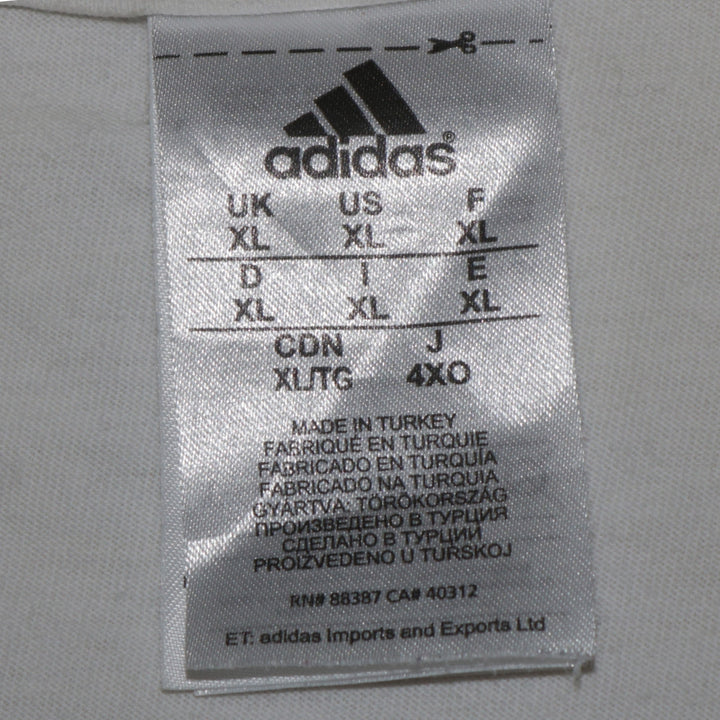 adidas®
UK US F
XL XL XL
D I E
XL XL XL
CDN J
XL/TG 4XO
MADE IN TURKEY
FABRIQUÉ EN TURQUIE
FABRICADO EN TURQUÍA
FABRICADO NA TURQUIA
GYÁRTVA: TÖRÖKORSZÁG
ПРОИЗВЕДЕНО В ТУРЦИЯ
СДЕЛАНО В ТУРЦИИ
PROIZVEDENO U TURSKOJ
RN# 88387 CA# 40312
ET: adidas Imports and Exports Ltd